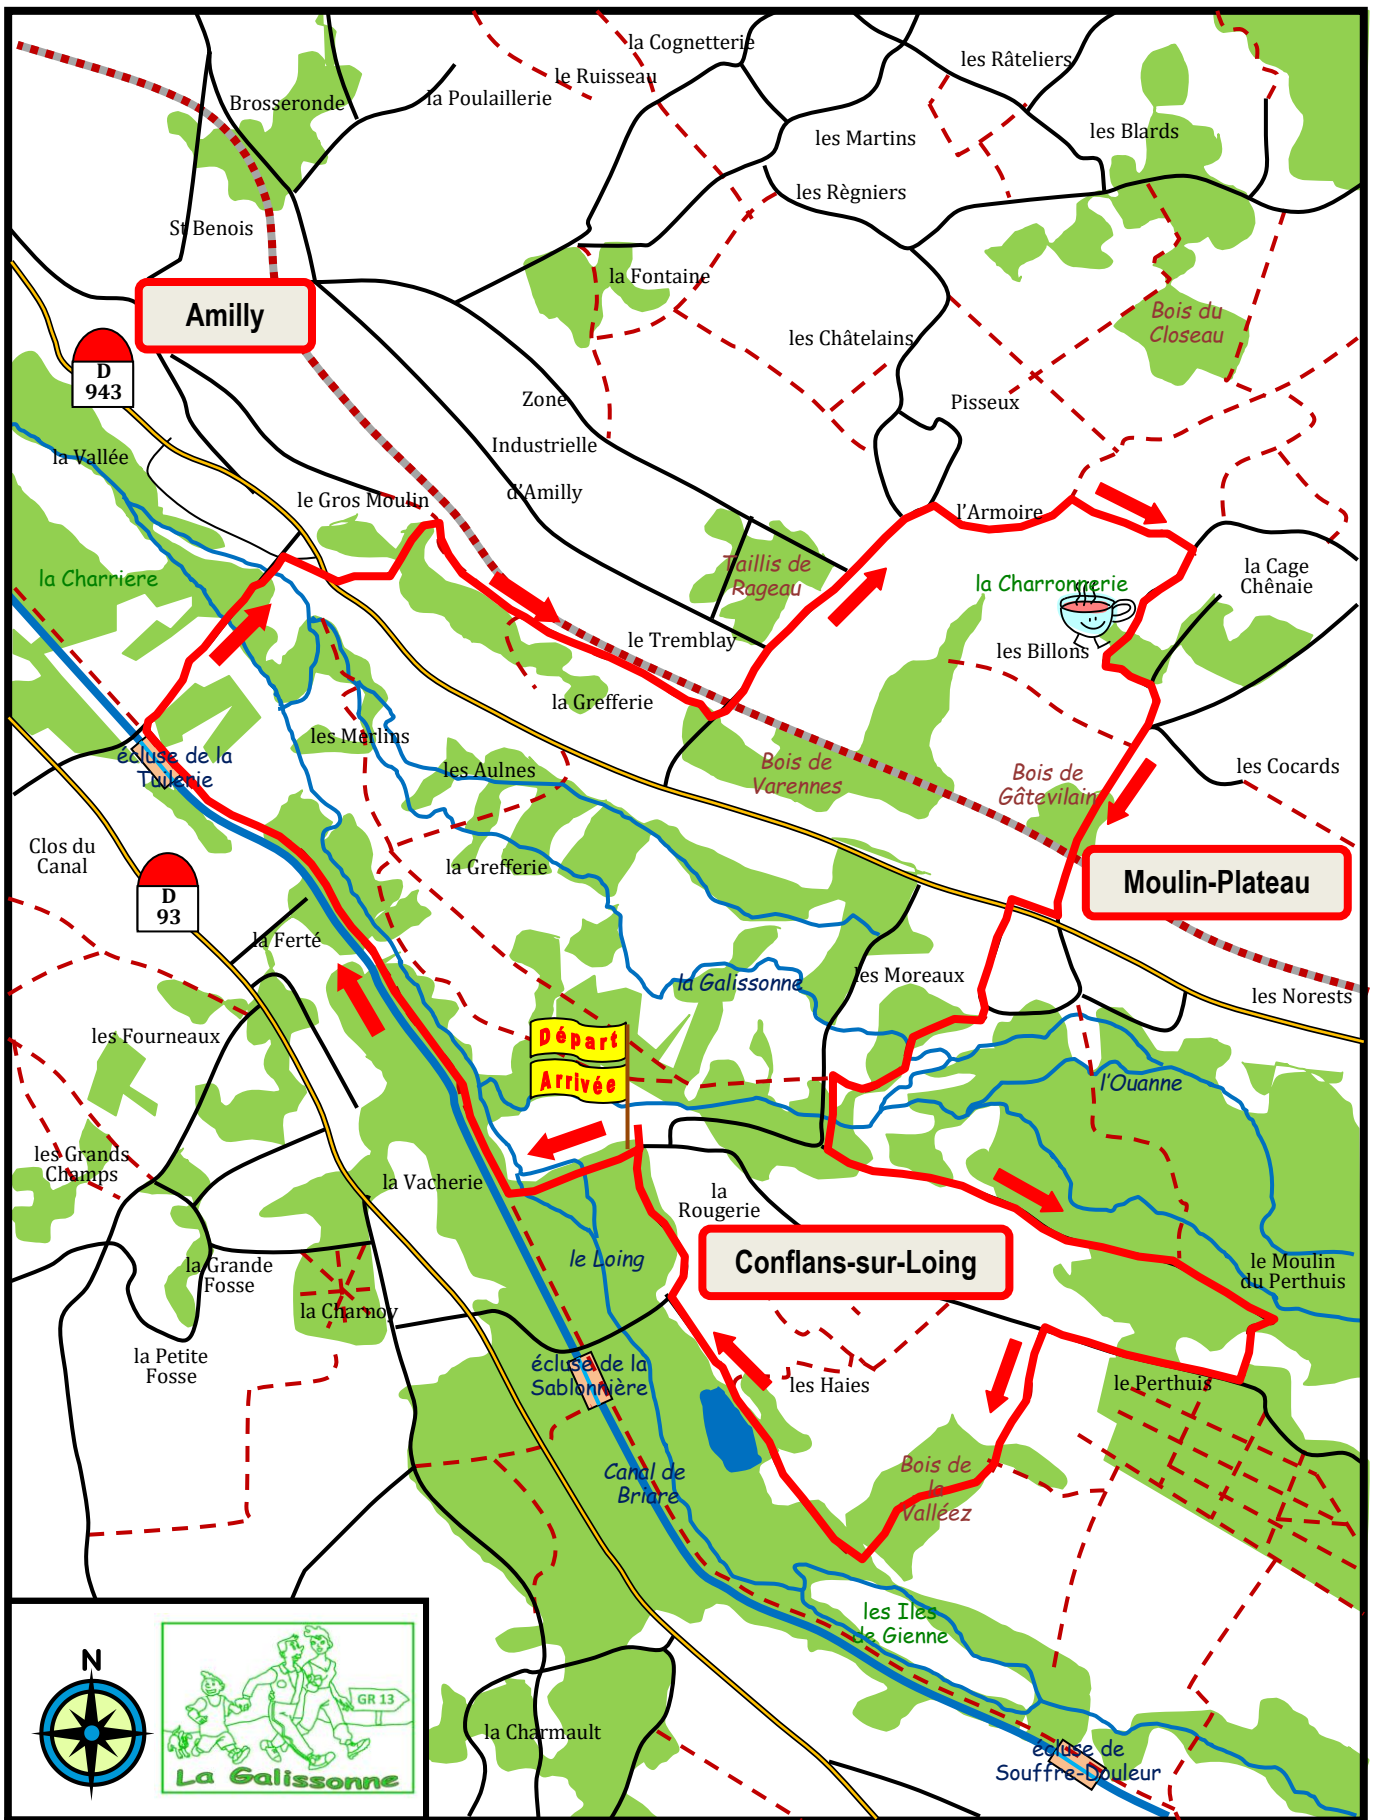 la Cognetterie
les Râteliers
le Ruisseau
Brosseronde
la Poulaillerie
les Martins
les Blards
les Règniers
St Benois
la Fontaine
Amilly
Bois du
Closeau
les Châtelains
D
943
Zone
Industrielle
d'Amilly
Pisseux
la Vallée
le Gros Moulin
l'Armoire
Taillis de
Rageau
la Charriere
la Charronnerie
la Cage
Chênaie
le Tremblay
les Billons
la Grefferie
les Merlins
écluse de la
Tuilerie
les Aulnes
Bois de
Varennes
Bois de
Gâtevilain
les Cocards
Clos du
Canal
la Grefferie
Moulin-Plateau
D
93
la Ferté
la Galissonne
les Moreaux
les Norests
les Fourneaux
Départ
Arrivée
l'Ouanne
les Grands
Champs
la Vacherie
la
Rougerie
la Grande
Fosse
le Loing
Conflans-sur-Loing
le Moulin
du Perthuis
la Charnoy
la Petite
Fosse
écluse de la
Sablonnière
les Haies
le Perthuis
Canal de
Briare
Bois de
la
Valléez
les Iles
de Gienne
N
GR 13
La Galissonne
la Charmault
écluse de
Souffre-Douleur